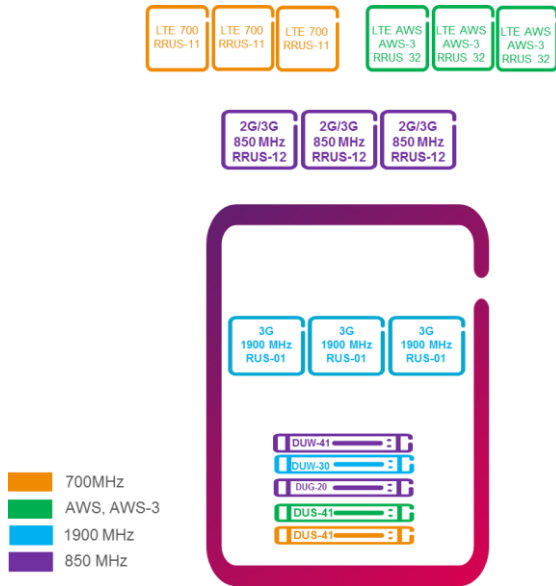 LTE 700
RRUS-11
LTE 700
RRUS-11
LTE 700
RRUS-11
LTE AWS
AWS-3
RRUS 32
LTE AWS
AWS-3
RRUS 32
LTE AWS
AWS-3
RRUS 32
2G/3G
850 MHz
RRUS-12
2G/3G
850 MHz
RRUS-12
2G/3G
850 MHz
RRUS-12
3G
1900 MHz
RUS-01
3G
1900 MHz
RUS-01
3G
1900 MHz
RUS-01
DUW-41
DUW-30
DUG-20
DUS-41
DUS-41
700MHz
AWS, AWS-3
1900 MHz
850 MHz